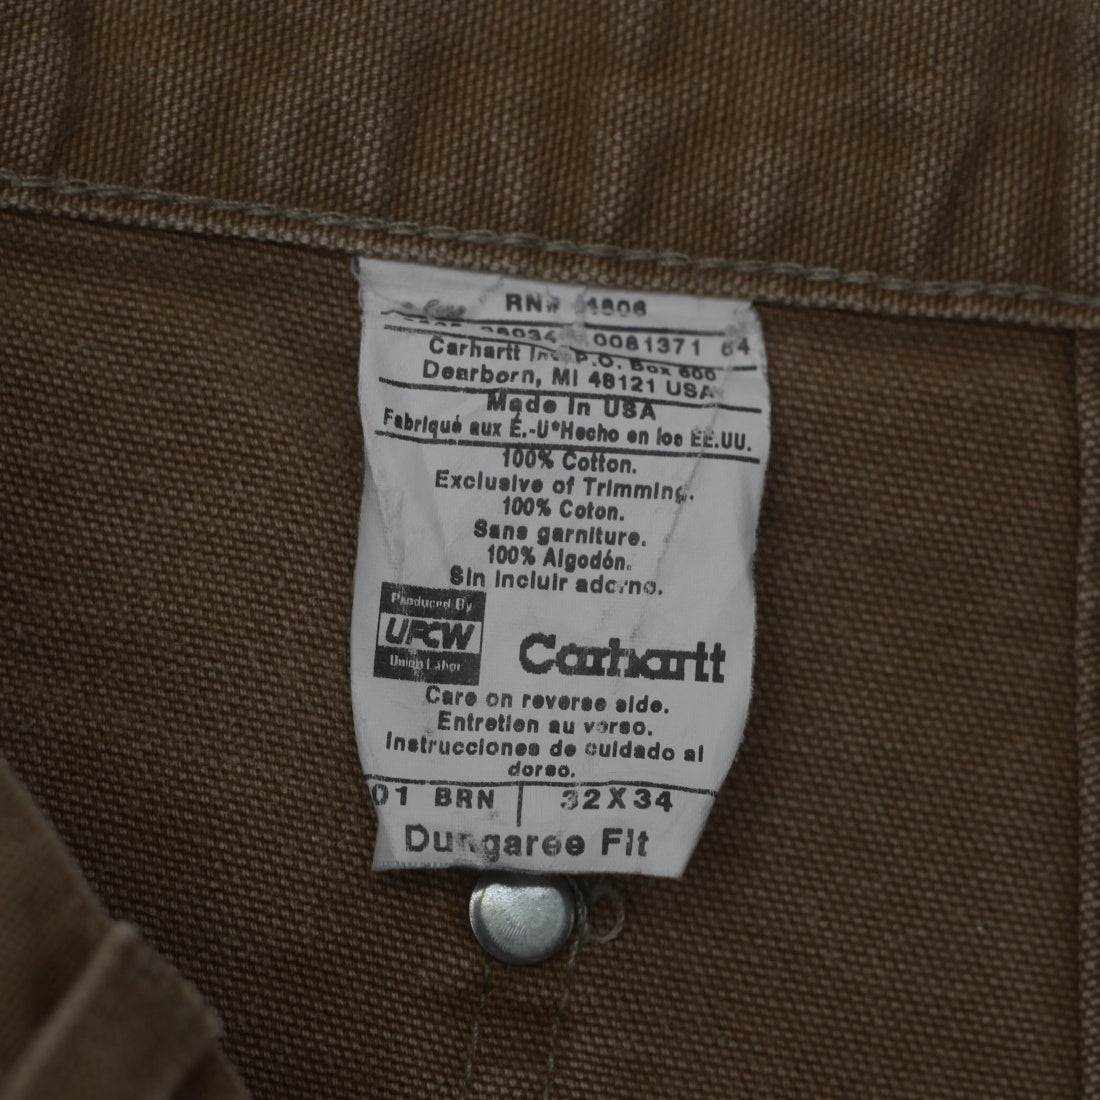 RN# 14806
0081371 64
Carhartt Inc. P.O. Box 600
Dearborn, MI 48121 USA
Made in USA
Fabriqué aux É.-U*Hecho en los EE.UU.
100% Cotton.
Exclusive of Trimming.
100% Coton.
Sans garniture.
100% Algodón.
Sin incluir adorno.
Produced By
UFCW
Union Labor
Carhartt
Care on reverse side.
Entretien au verso.
Instrucciones de cuidado al
dorso.
01 BRN | 32X34
Dungaree Fit